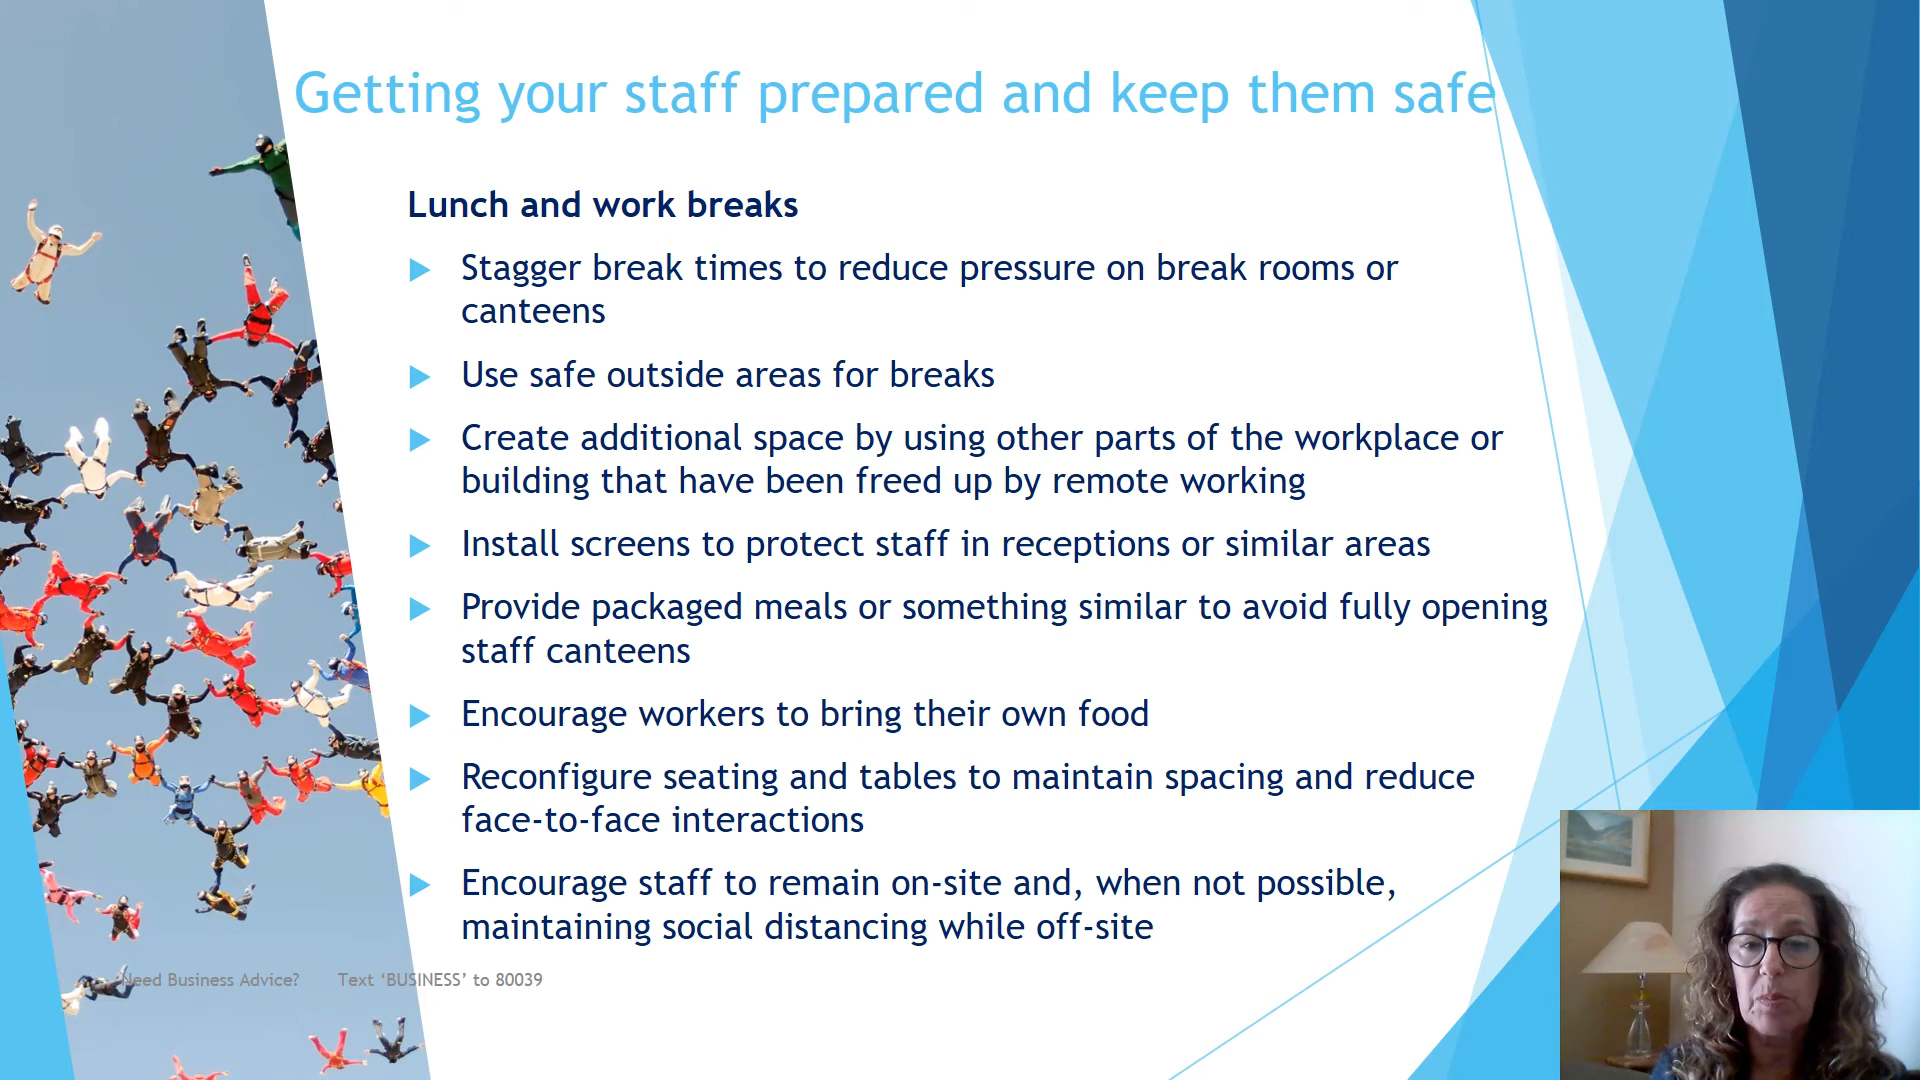 Getting your staff prepared and keep them safe
Lunch and work breaks
Stagger break times to reduce pressure on break rooms or
canteens
Use safe outside areas for breaks
Create additional space by using other parts of the workplace or
building that have been freed up by remote working
Install screens to protect staff in receptions or similar areas
Provide packaged meals or something similar to avoid fully opening
staff canteens
Encourage workers to bring their own food
Reconfigure seating and tables to maintain spacing and reduce
face-to-face interactions
Encourage staff to remain on-site and, when not possible,
maintaining social distancing while off-site
Need Business Advice? Text ‘BUSINESS’ to 80039